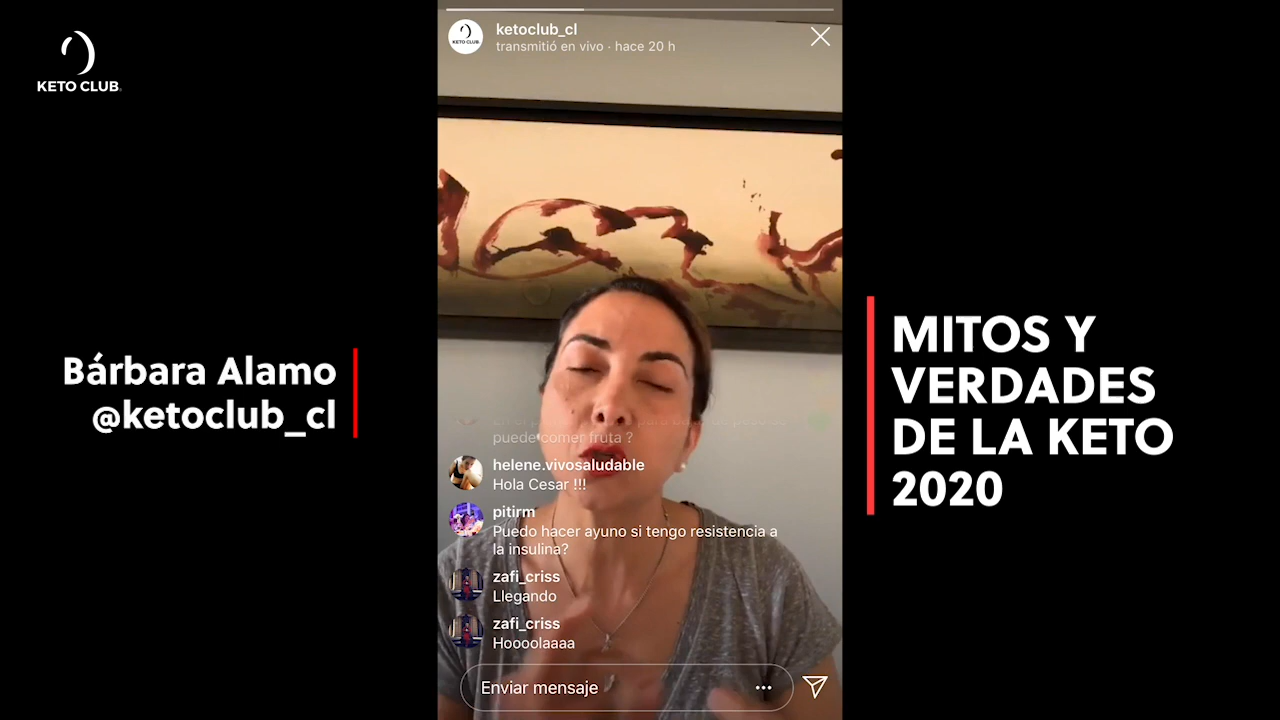 KETO CLUB
Bárbara Alamo
@ketoclub_cl
KETO CLUB
ketoclub_cl
transmitió en vivo · hace 20 h
puede comer fruta ?
helene.vivosaludable
Hola Cesar !!!
pitirm
Puedo hacer ayuno si tengo resistencia a
la insulina?
zafi_criss
Llegando
zafi_criss
Hoooolaaaa
Enviar mensaje
MITOS Y
VERDADES
DE LA KETO
2020